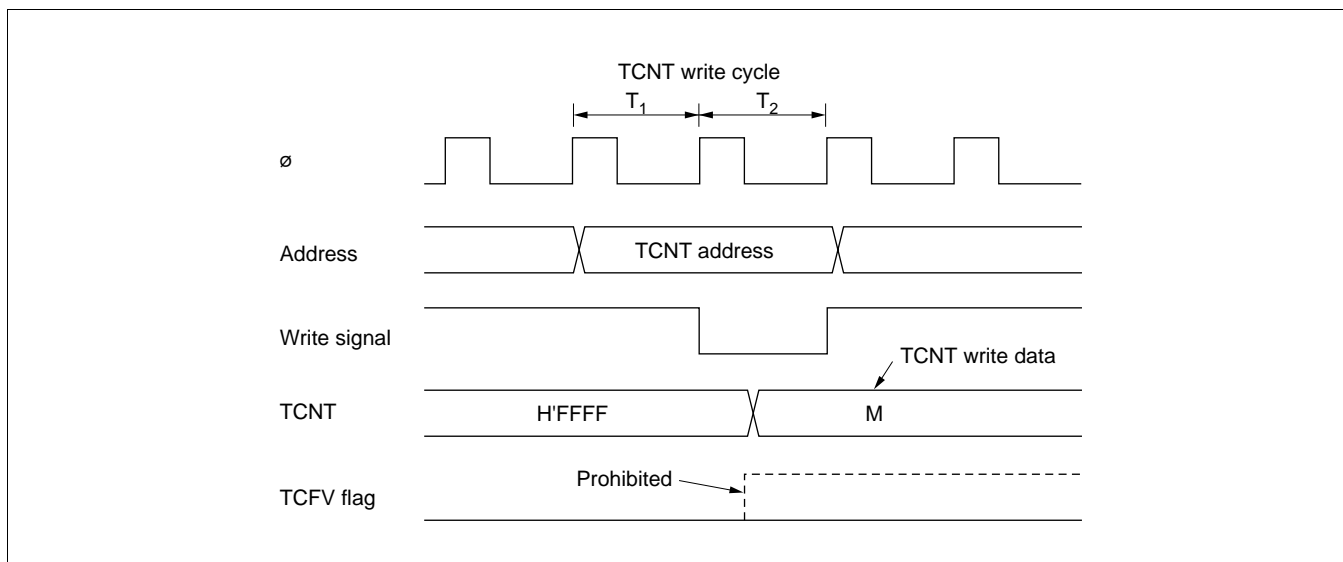 TCNT write cycle
T1 T2
ø
Address TCNT address
Write signal
TCNT write data
TCNT H'FFFF M
Prohibited
TCFV flag